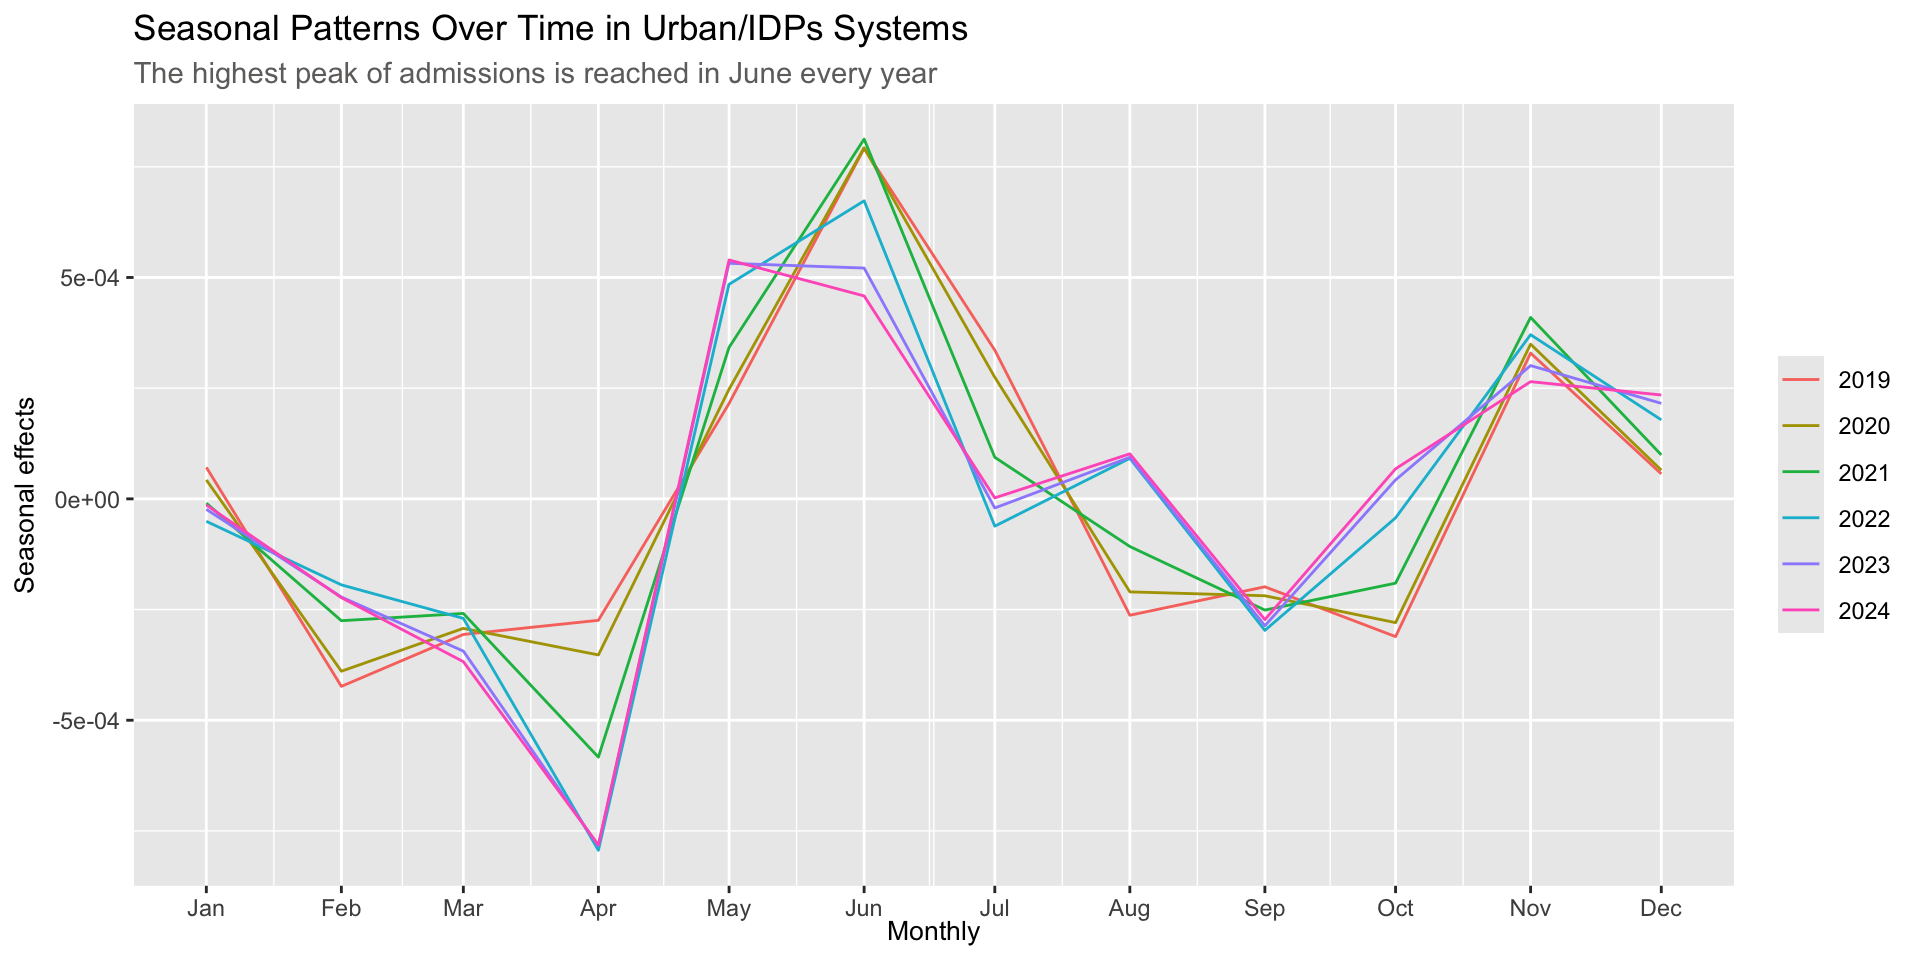 Seasonal Patterns Over Time in Urban/IDPs Systems
The highest peak of admissions is reached in June every year
Seasonal effects
5e-04
0e+00
-5e-04
Jan Feb Mar Apr May Jun Jul Aug Sep Oct Nov Dec
Monthly
2019
2020
2021
2022
2023
2024